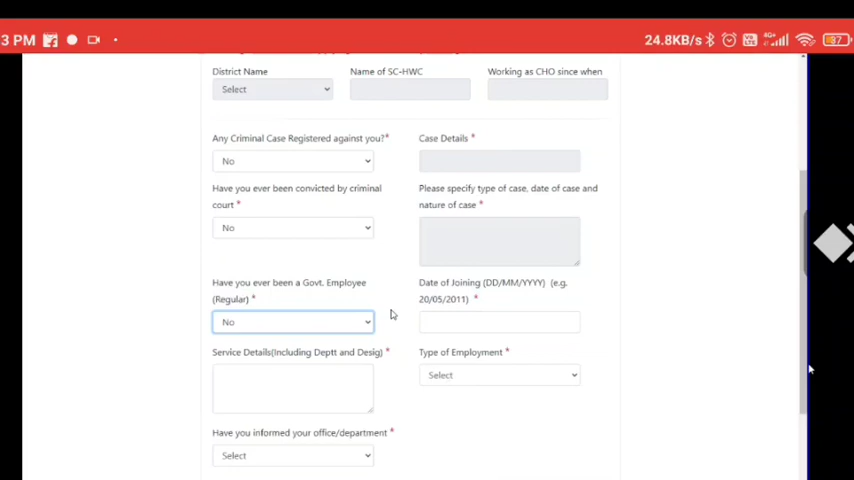 3 PM
24.8KB/s 4G 37
District Name Name of SC-HWC Working as CHO since when
Select
Any Criminal Case Registered against you?* Case Details *
No
Have you ever been convicted by criminal court * Please specify type of case, date of case and nature of case *
No
Have you ever been a Govt. Employee (Regular) * Date of Joining (DD/MM/YYYY) (e.g. 20/05/2011) *
No
Service Details(Including Deptt and Desig) * Type of Employment *
Select
Have you informed your office/department *
Select